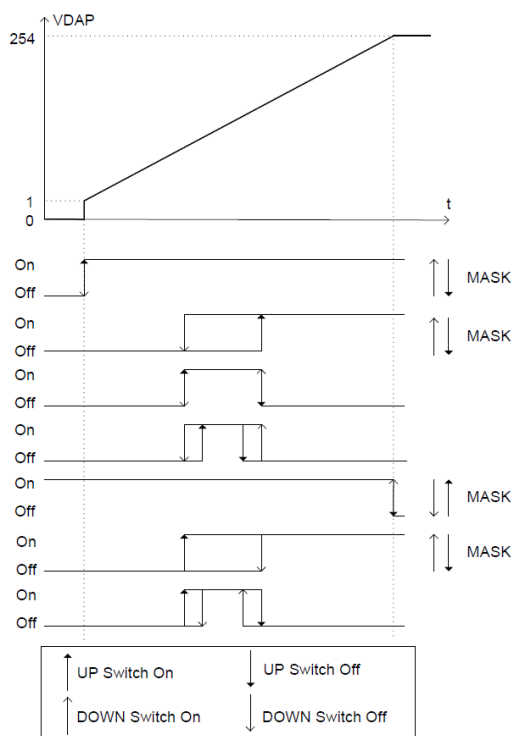 VDAP
254
1
0
t
On
Off
MASK
On
Off
MASK
On
Off
On
Off
On
Off
MASK
On
Off
MASK
On
Off
UP Switch On
UP Switch Off
DOWN Switch On
DOWN Switch Off